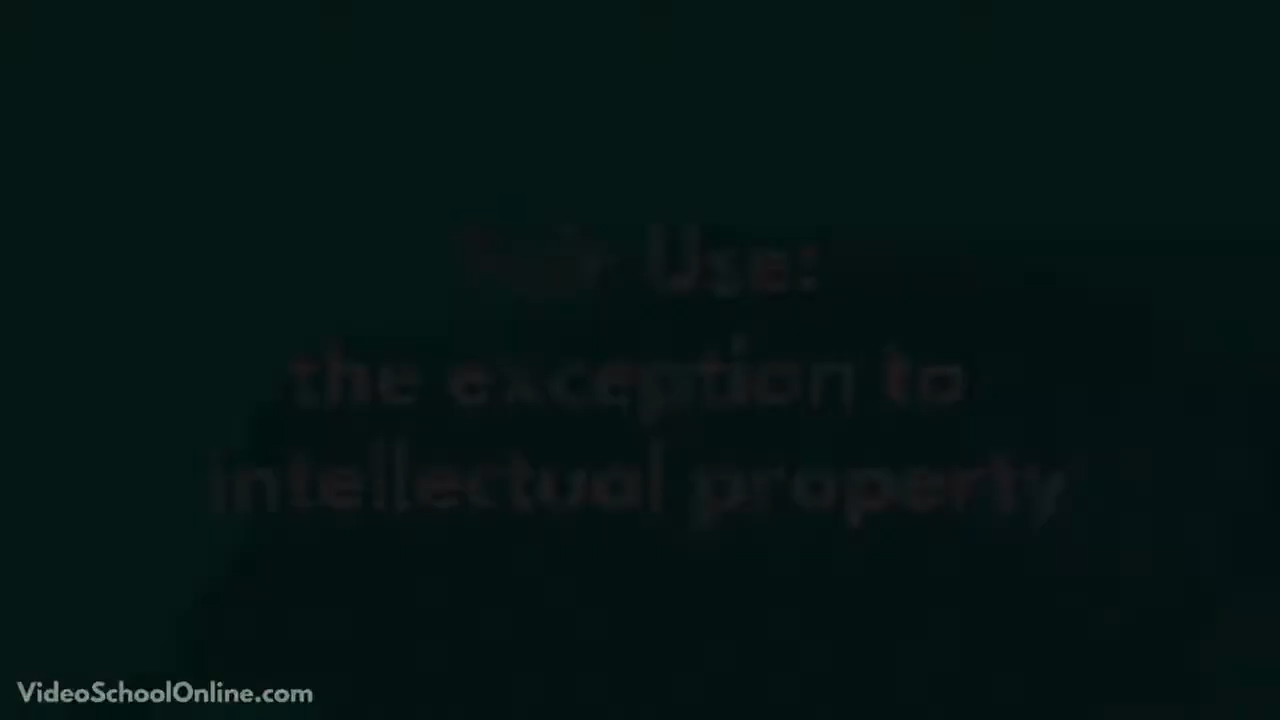 Fair Use:
the exception to
intellectual property
VideoSchoolOnline.com